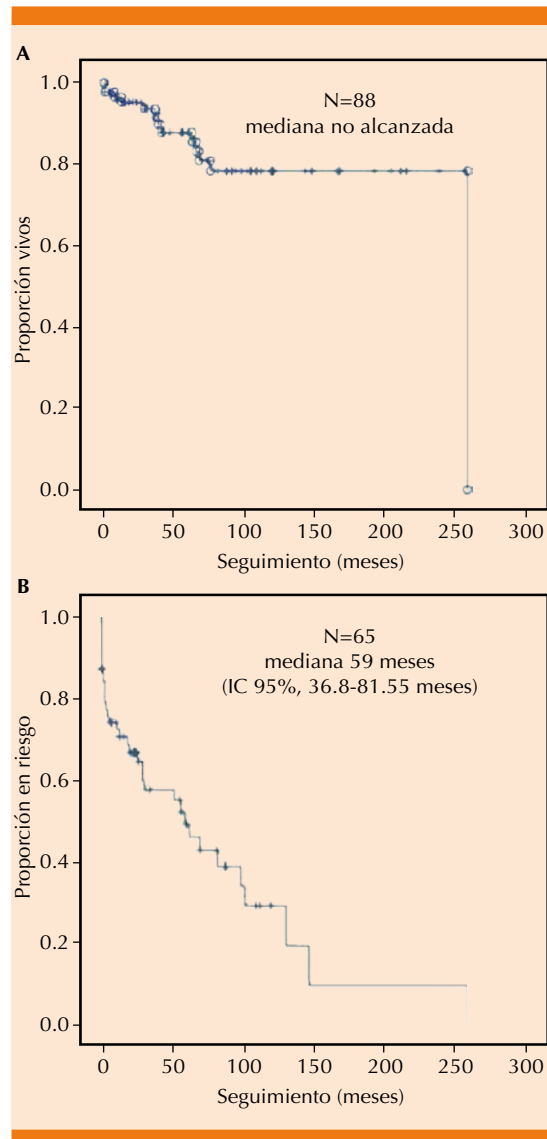 A
1.0
0.8
0.6
0.4
0.2
0.0
Proporción vivos
N=88
mediana no alcanzada
0 50 100 150 200 250 300
Seguimiento (meses)
B
1.0
0.8
0.6
0.4
0.2
0.0
Proporción en riesgo
N=65
mediana 59 meses
(IC 95%, 36.8-81.55 meses)
0 50 100 150 200 250 300
Seguimiento (meses)